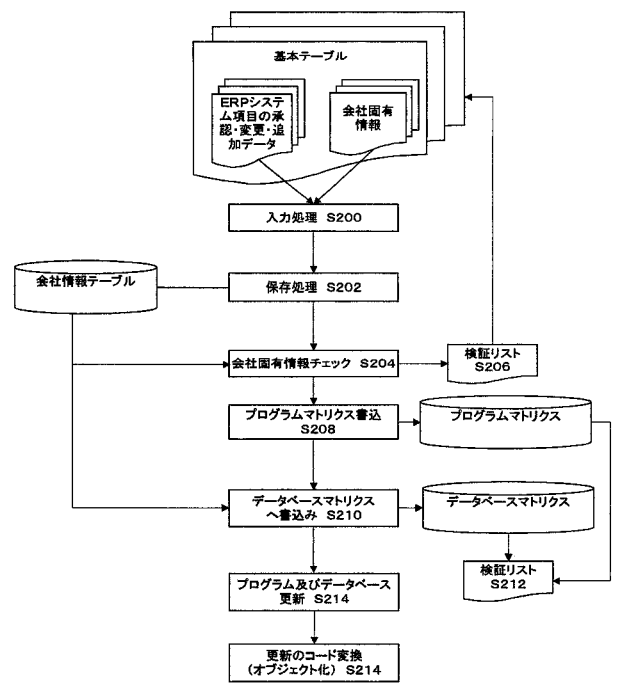 基本テーブル
ERPシステ
ム項目の承
認・変更・追
加データ
会社固有
情報
入力処理 S200
会社情報テーブル
保存処理 S202
会社固有情報チェック S204
検証リスト
S206
プログラムマトリクス書込
S208
プログラムマトリクス
データベースマトリクス
へ書込み S210
データベースマトリクス
検証リスト
S212
プログラム及びデータベース
更新 S214
更新のコード変換
(オブジェクト化) S214